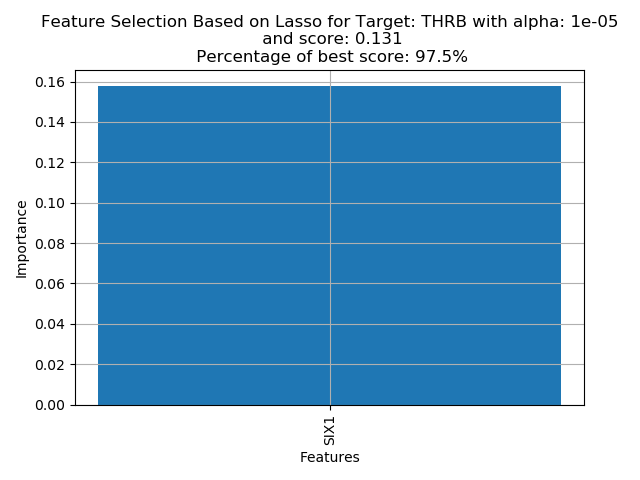 Feature Selection Based on Lasso for Target: THRB with alpha: 1e-05
and score: 0.131
Percentage of best score: 97.5%
0.16
0.14
0.12
0.10
0.08
0.06
0.04
0.02
0.00
Importance
SIX1
Features